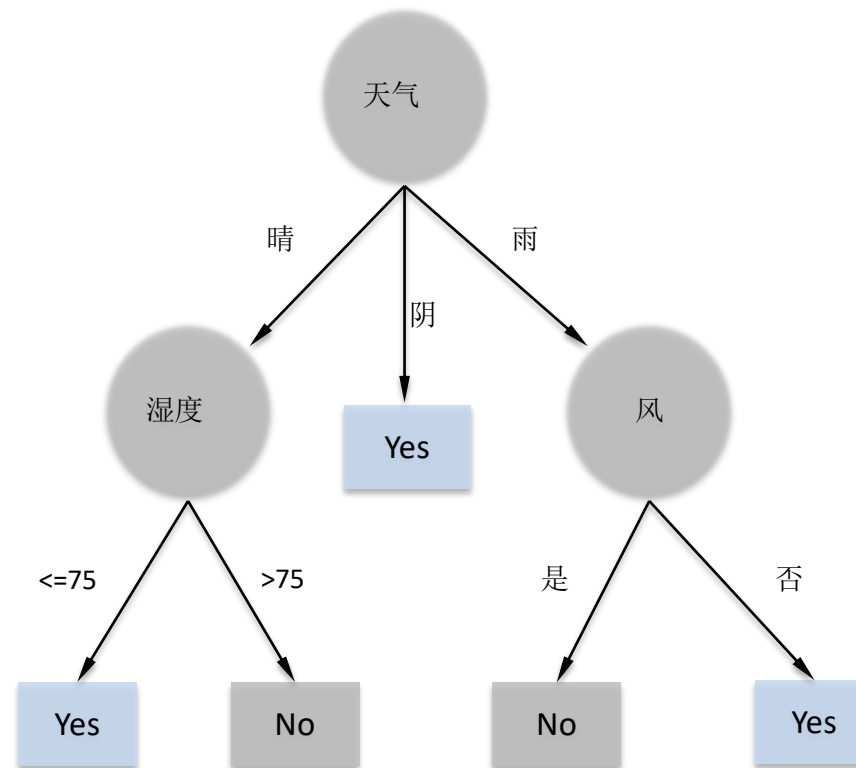 天气
晴
雨
阴
湿度
Yes
风
<=75
>75
是
否
Yes
No
No
Yes